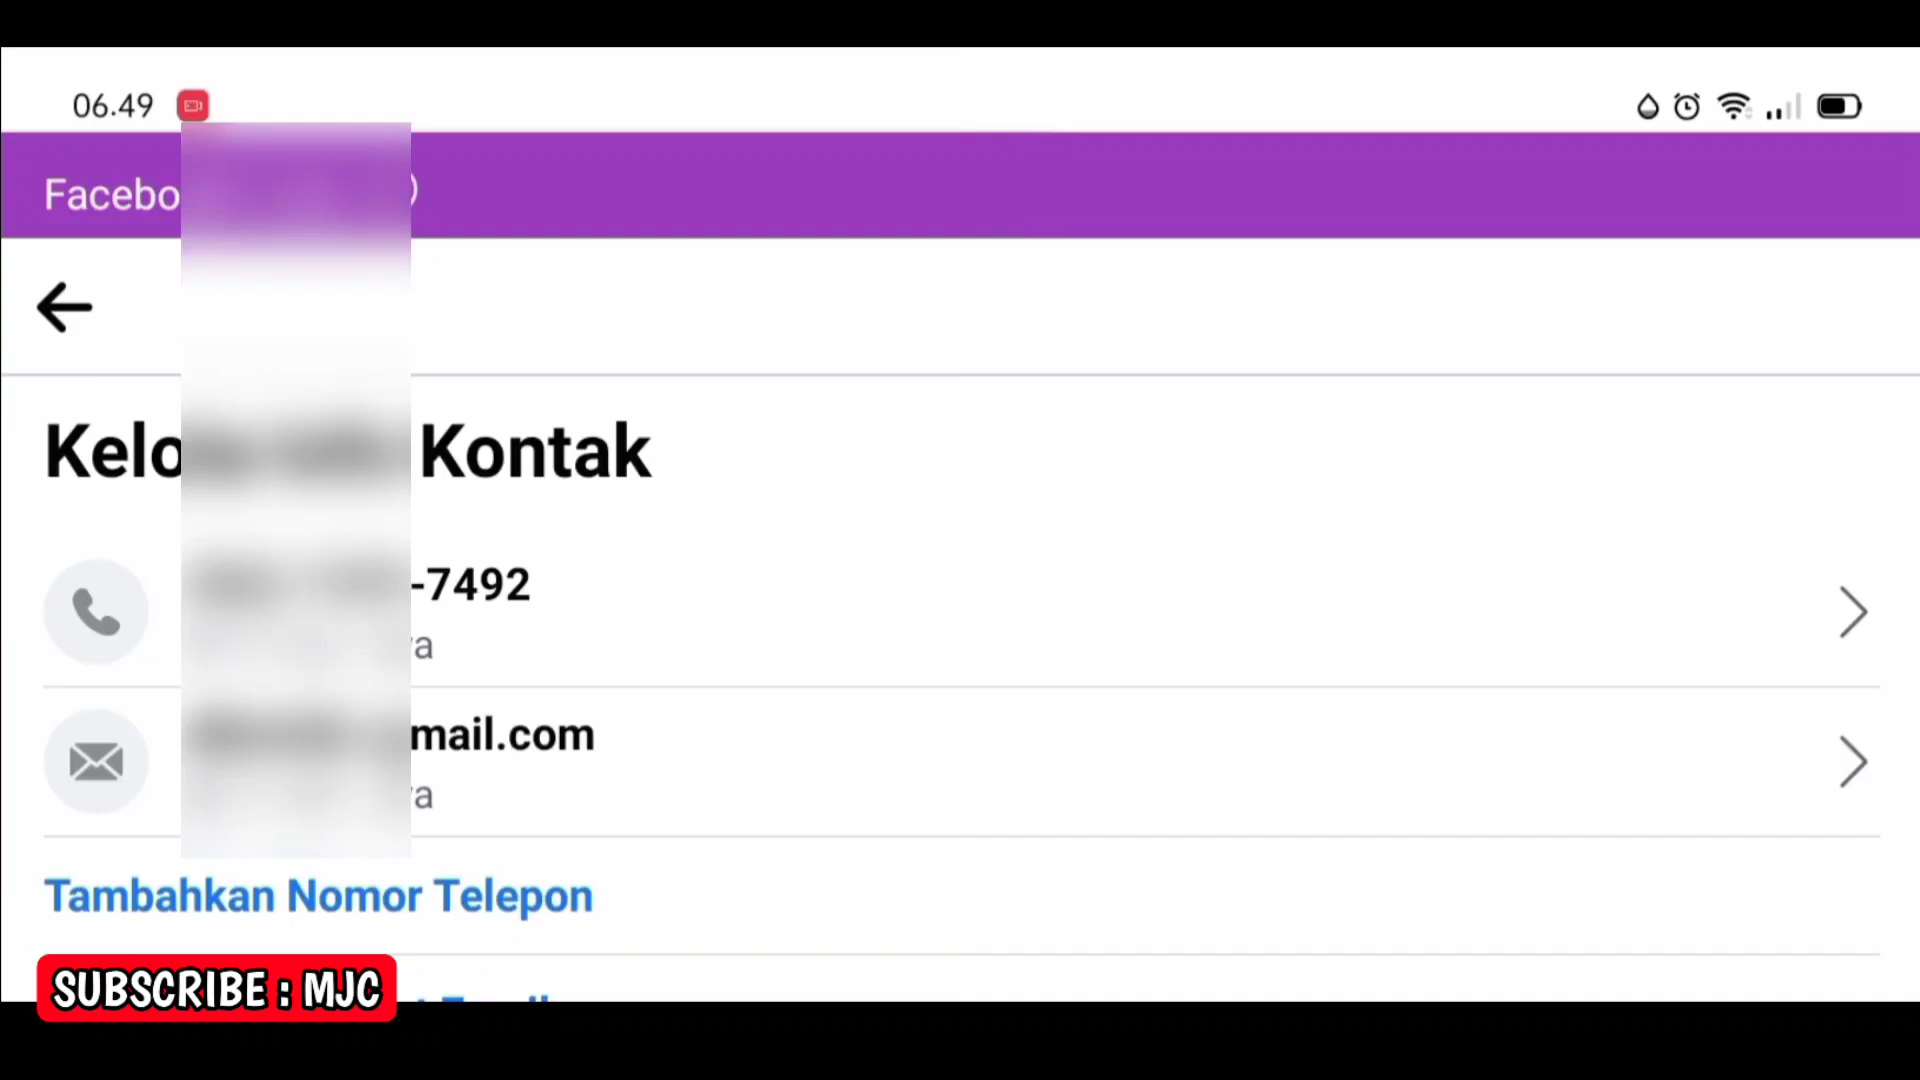 06.49
Facebo
Kelo Kontak
-7492
a
mail.com
a
Tambahkan Nomor Telepon
SUBSCRIBE : MJC